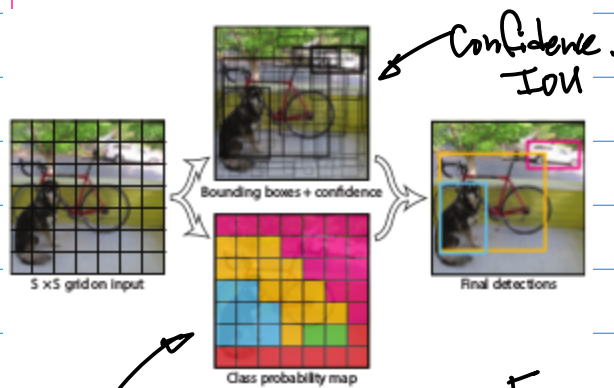 Confidence.
IOU
Bounding boxes + confidence
S × S grid on input
Final detections
Class probability map